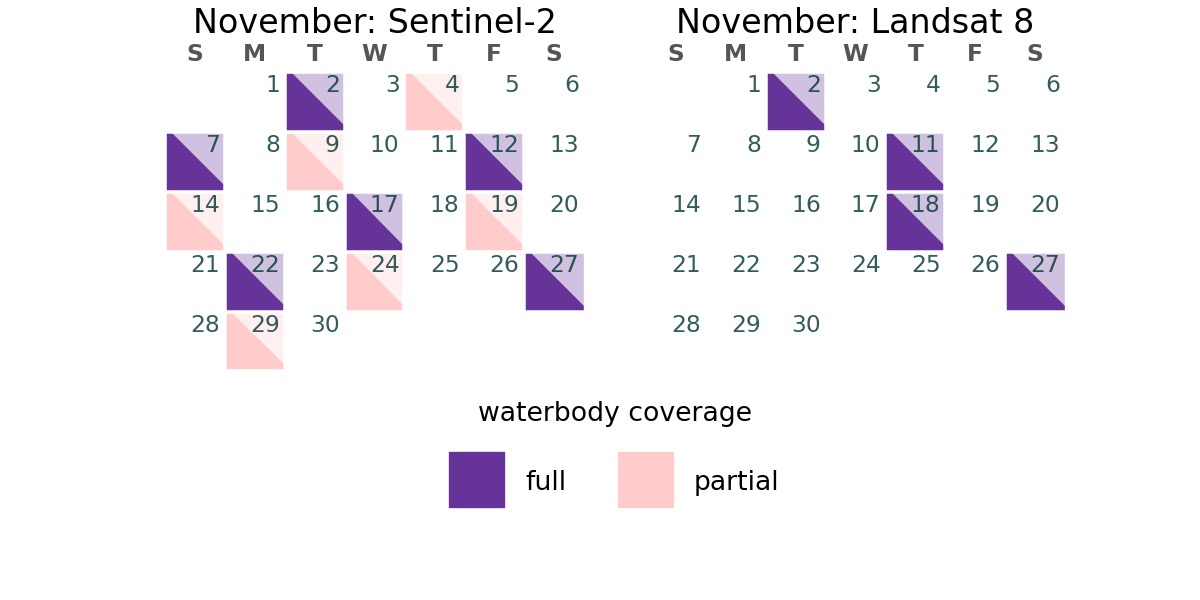 November: Sentinel-2
S M T W T F S
1 2 3 4 5 6
7 8 9 10 11 12 13
14 15 16 17 18 19 20
21 22 23 24 25 26 27
28 29 30
November: Landsat 8
S M T W T F S
1 2 3 4 5 6
7 8 9 10 11 12 13
14 15 16 17 18 19 20
21 22 23 24 25 26 27
28 29 30
waterbody coverage
full
partial